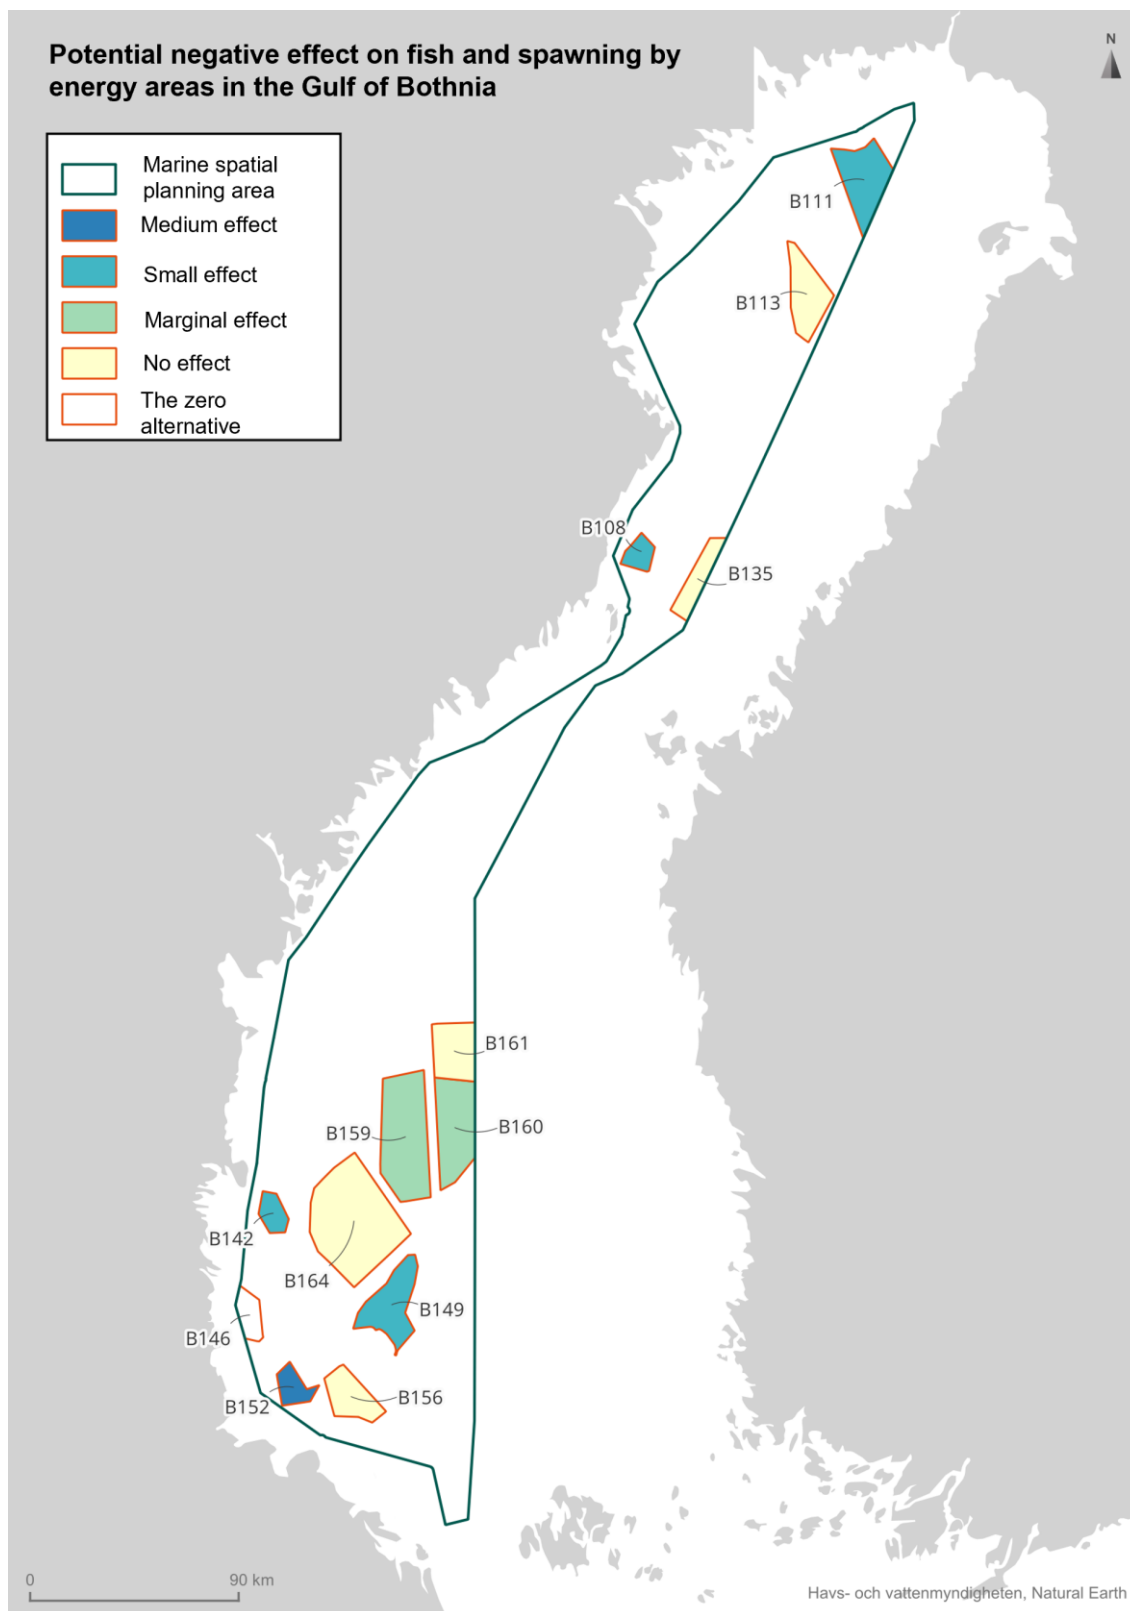 Potential negative effect on fish and spawning by
energy areas in the Gulf of Bothnia
N
Marine spatial
planning area
Medium effect
Small effect
Marginal effect
No effect
The zero
alternative
B111
B113
B108
B135
B161
B160
B159
B142
B164
B149
B146
B156
B152
0
90 km
Havs- och vattenmyndigheten, Natural Earth